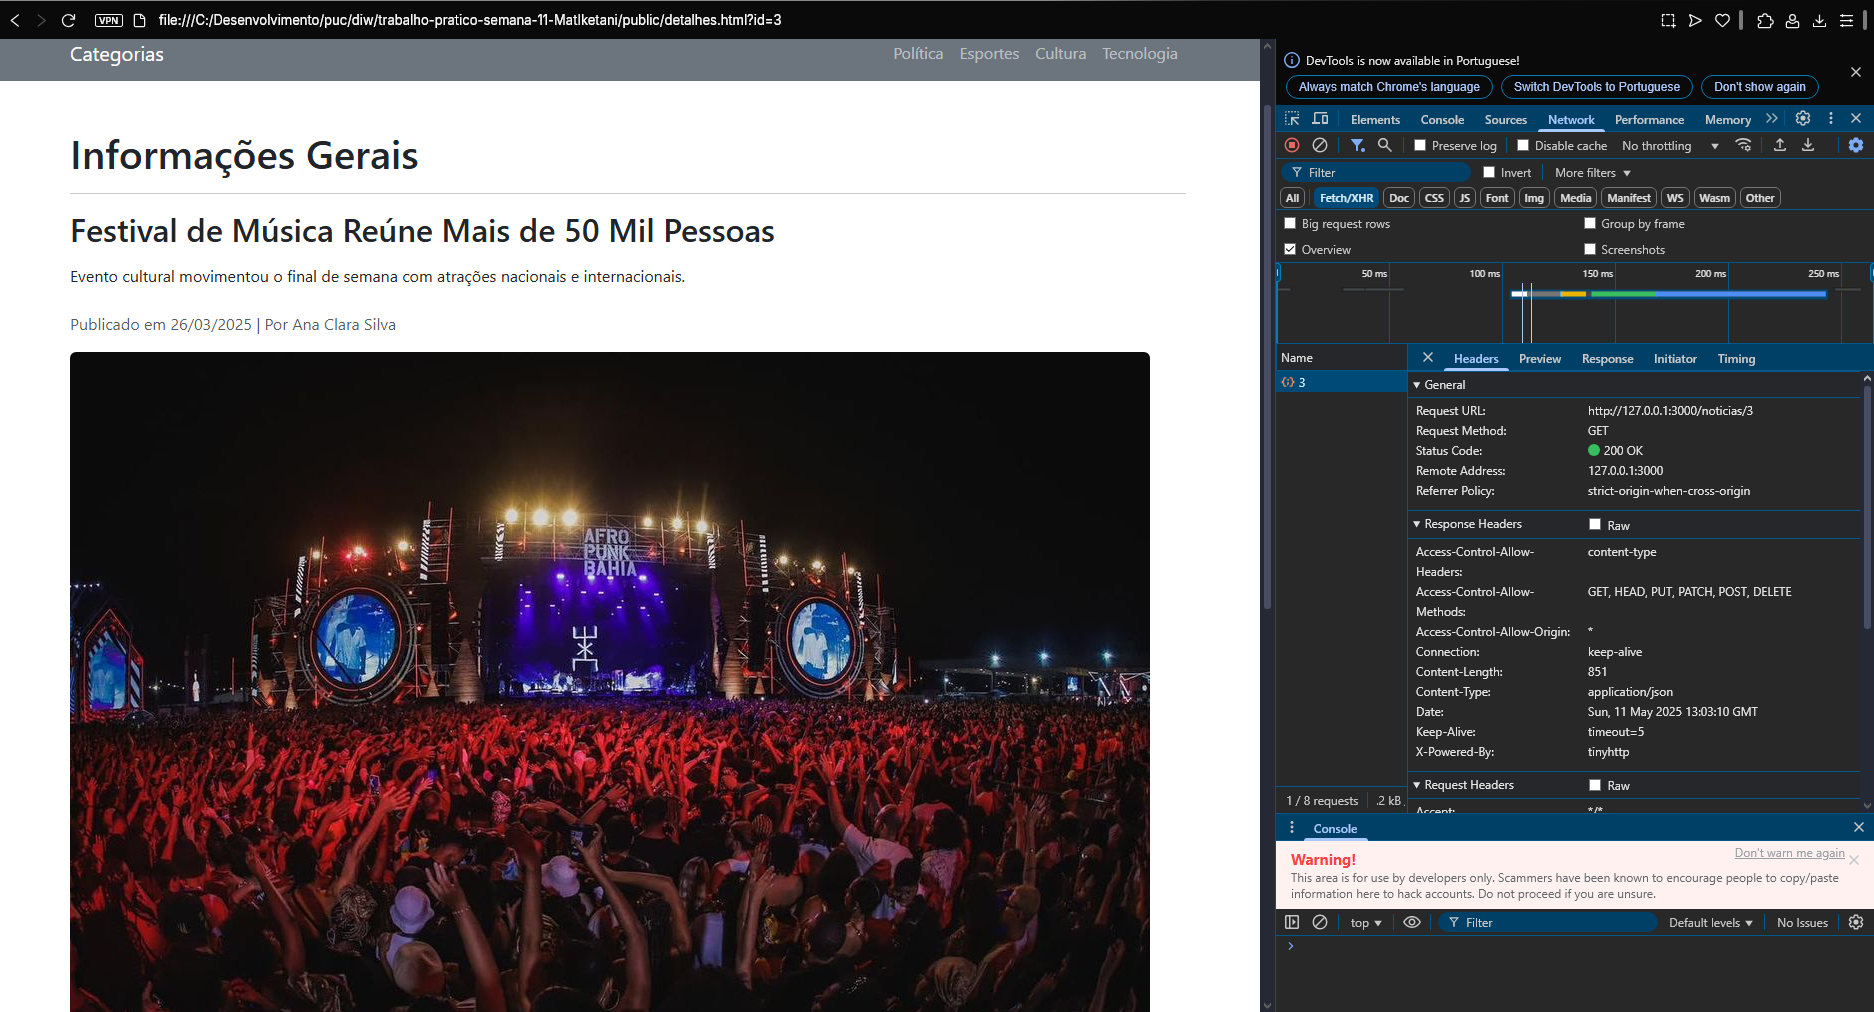 VPN file:///C:/Desenvolvimento/puc/diw/trabalho-pratico-semana-11-MatIketani/public/detalhes.html?id=3
Categorias
Política Esportes Cultura Tecnologia
Informações Gerais
Festival de Música Reúne Mais de 50 Mil Pessoas
Evento cultural movimentou o final de semana com atrações nacionais e internacionais.
Publicado em 26/03/2025 | Por Ana Clara Silva
AFRO
PUNK
BAHIA
DevTools is now available in Portuguese!
Always match Chrome's language Switch DevTools to Portuguese Don't show again
Elements Console Sources Network Performance Memory
Preserve log Disable cache No throttling
Filter Invert More filters
All Fetch/XHR Doc CSS JS Font Img Media Manifest WS Wasm Other
Big request rows Group by frame
Overview Screenshots
50 ms 100 ms 150 ms 200 ms 250 ms
Name Headers Preview Response Initiator Timing
3
General
Request URL: http://127.0.0.1:3000/noticias/3
Request Method: GET
Status Code: 200 OK
Remote Address: 127.0.0.1:3000
Referrer Policy: strict-origin-when-cross-origin
Response Headers Raw
Access-Control-Allow- content-type
Headers:
Access-Control-Allow- GET, HEAD, PUT, PATCH, POST, DELETE
Methods:
Access-Control-Allow-Origin: *
Connection: keep-alive
Content-Length: 851
Content-Type: application/json
Date: Sun, 11 May 2025 13:03:10 GMT
Keep-Alive: timeout=5
X-Powered-By: tinyhttp
Request Headers Raw
Accept: */*
1 / 8 requests .2 kB
Console
Warning! Don't warn me again
This area is for use by developers only. Scammers have been known to encourage people to copy/paste
information here to hack accounts. Do not proceed if you are unsure.
top Filter Default levels No Issues